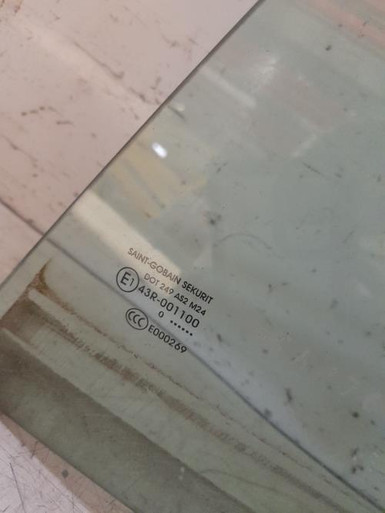 SAINT-GOBAIN SEKURIT
DOT 249 AS2 M24
E1 43R-001100
0 ••••••
CCC E000269